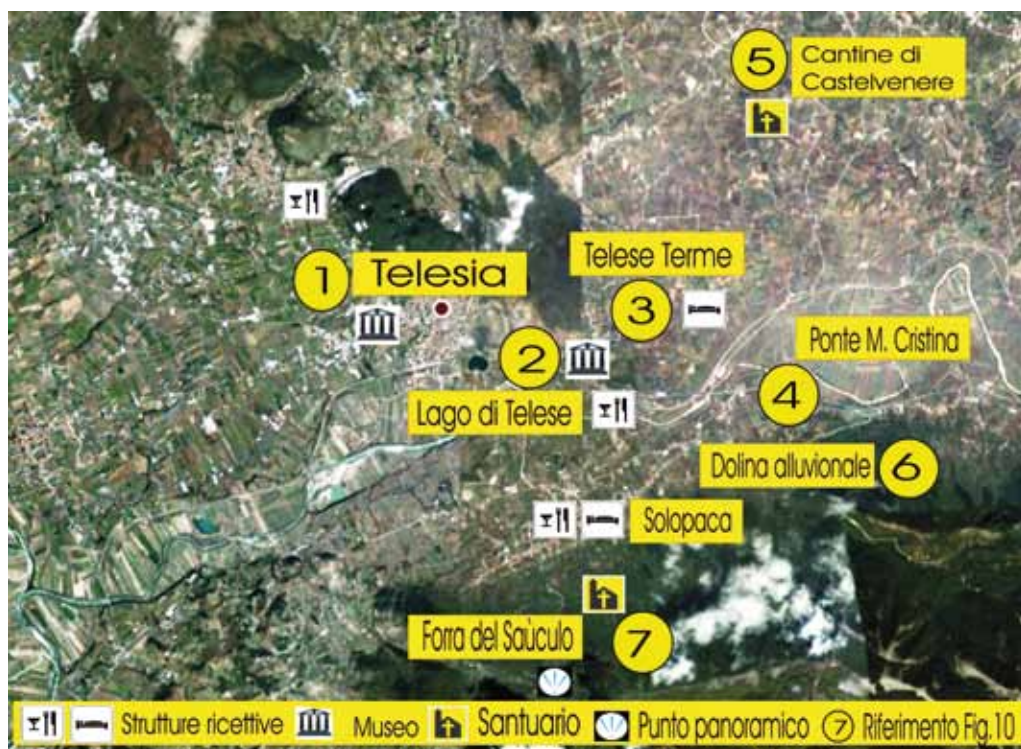 5 Cantine di
Castelvenere
1 Telesia
Telese Terme
3
2
Lago di Telese
Ponte M. Cristina
4
Dolina alluvionale 6
Solopaca
Forra del Saùculo 7
Strutture ricettive Museo Santuario Punto panoramico 7 Riferimento Fig.10